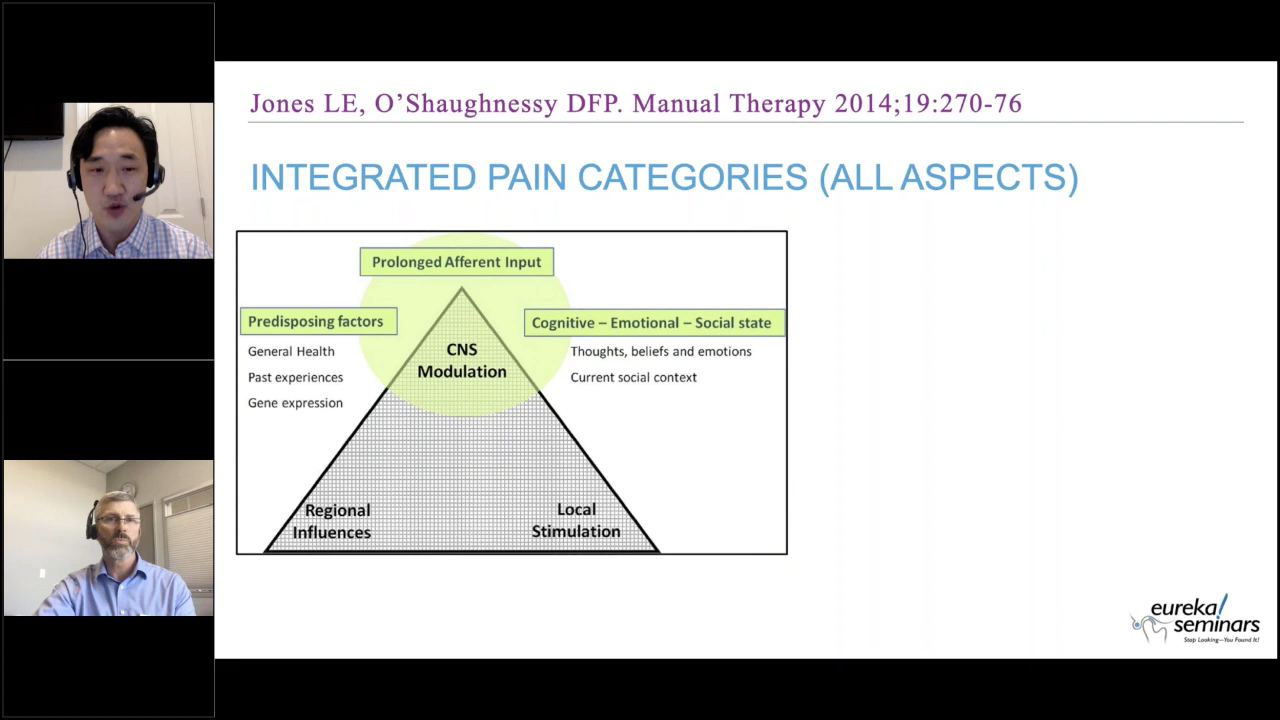 Jones LE, O'Shaughnessy DFP. Manual Therapy 2014;19:270-76
INTEGRATED PAIN CATEGORIES (ALL ASPECTS)
Prolonged Afferent Input
Predisposing factors
General Health
Past experiences
Gene expression
Cognitive – Emotional – Social state
Thoughts, beliefs and emotions
Current social context
CNS
Modulation
Regional
Influences
Local
Stimulation
eureka!
seminars
Stop Looking—You Found It!